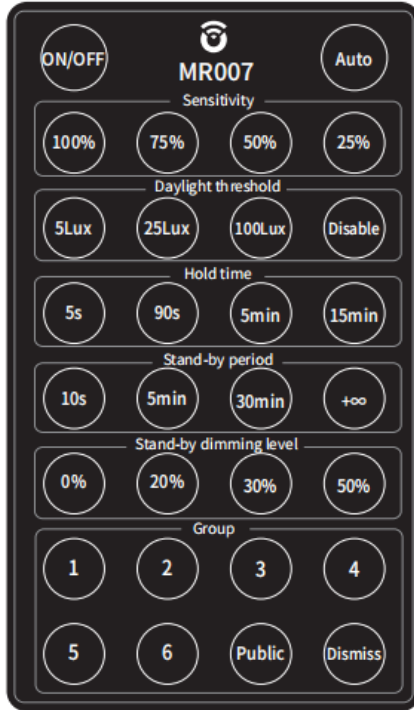 ON/OFF MR007 Auto
Sensitivity
100% 75% 50% 25%
Daylight threshold
5Lux 25Lux 100Lux Disable
Hold time
5s 90s 5min 15min
Stand-by period
10s 5min 30min +∞
Stand-by dimming level
0% 20% 30% 50%
Group
1 2 3 4
5 6 Public Dismiss